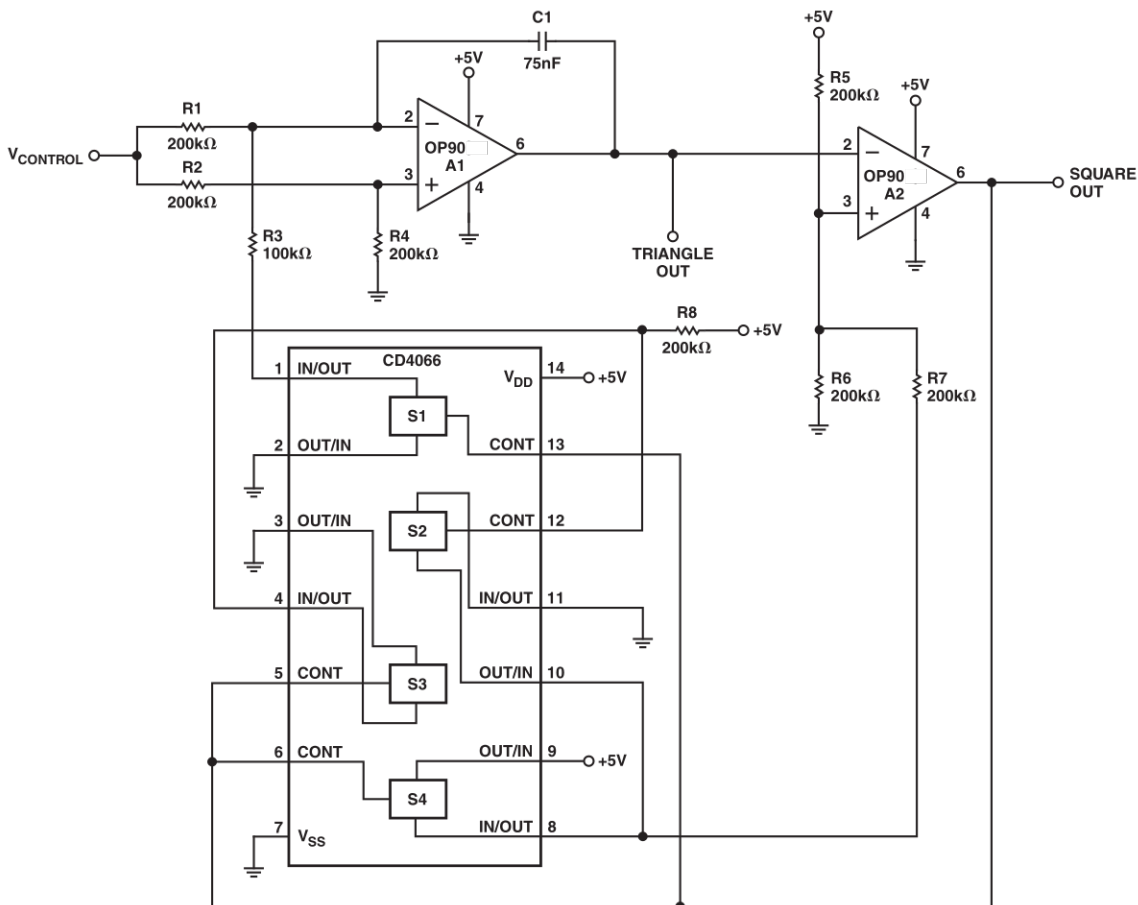 C1
75nF
+5V
+5V
R5
200kΩ
+5V
R1
200kΩ
2
−
7
OP90
A1
6
3
+
4
V_CONTROL
R2
200kΩ
2
−
7
OP90
A2
6
3
+
4
SQUARE
OUT
R3
100kΩ
R4
200kΩ
TRIANGLE
OUT
R8
200kΩ
+5V
R6
200kΩ
R7
200kΩ
CD4066
1 IN/OUT
V_DD 14 +5V
S1
2 OUT/IN
CONT 13
3 OUT/IN
S2
CONT 12
4 IN/OUT
IN/OUT 11
5 CONT
S3
OUT/IN 10
6 CONT
OUT/IN 9 +5V
S4
7 V_SS
IN/OUT 8